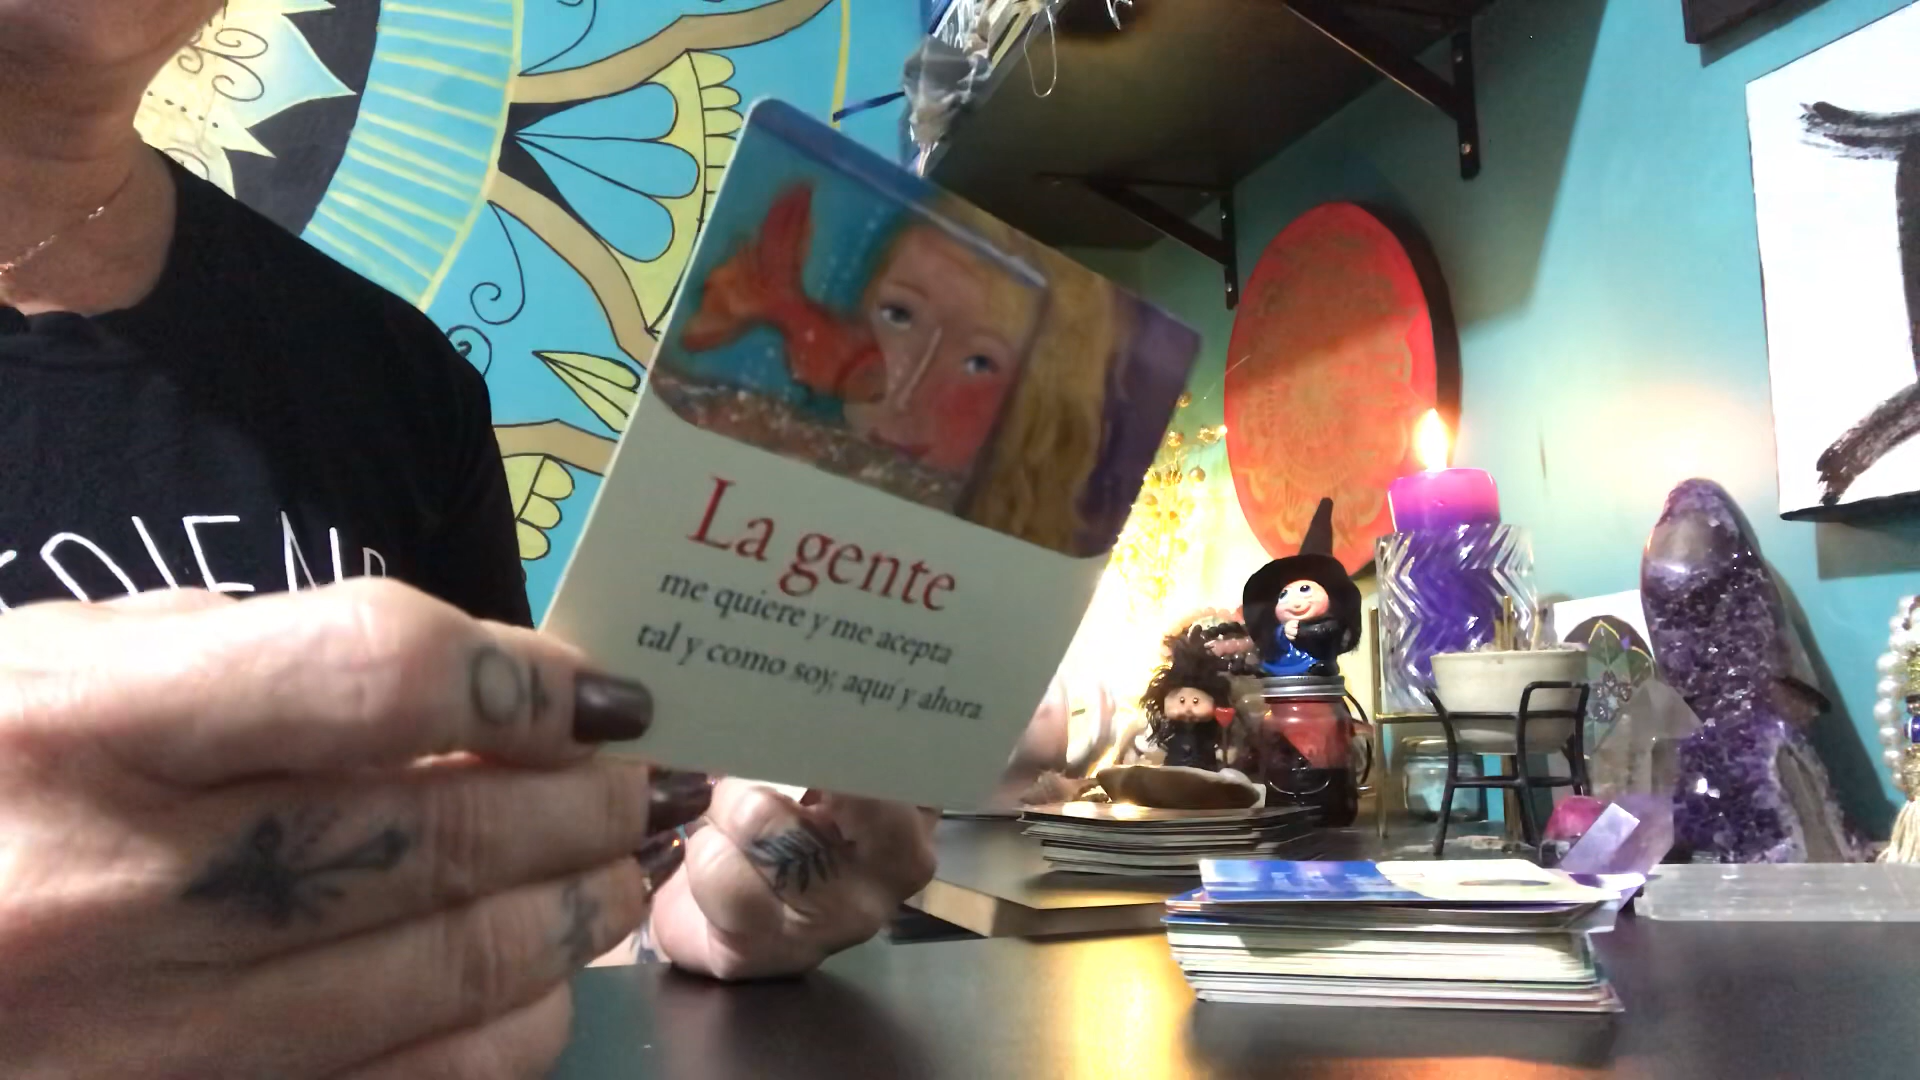 La gente
me quiere y me acepta
tal y como soy, aquí y ahora.